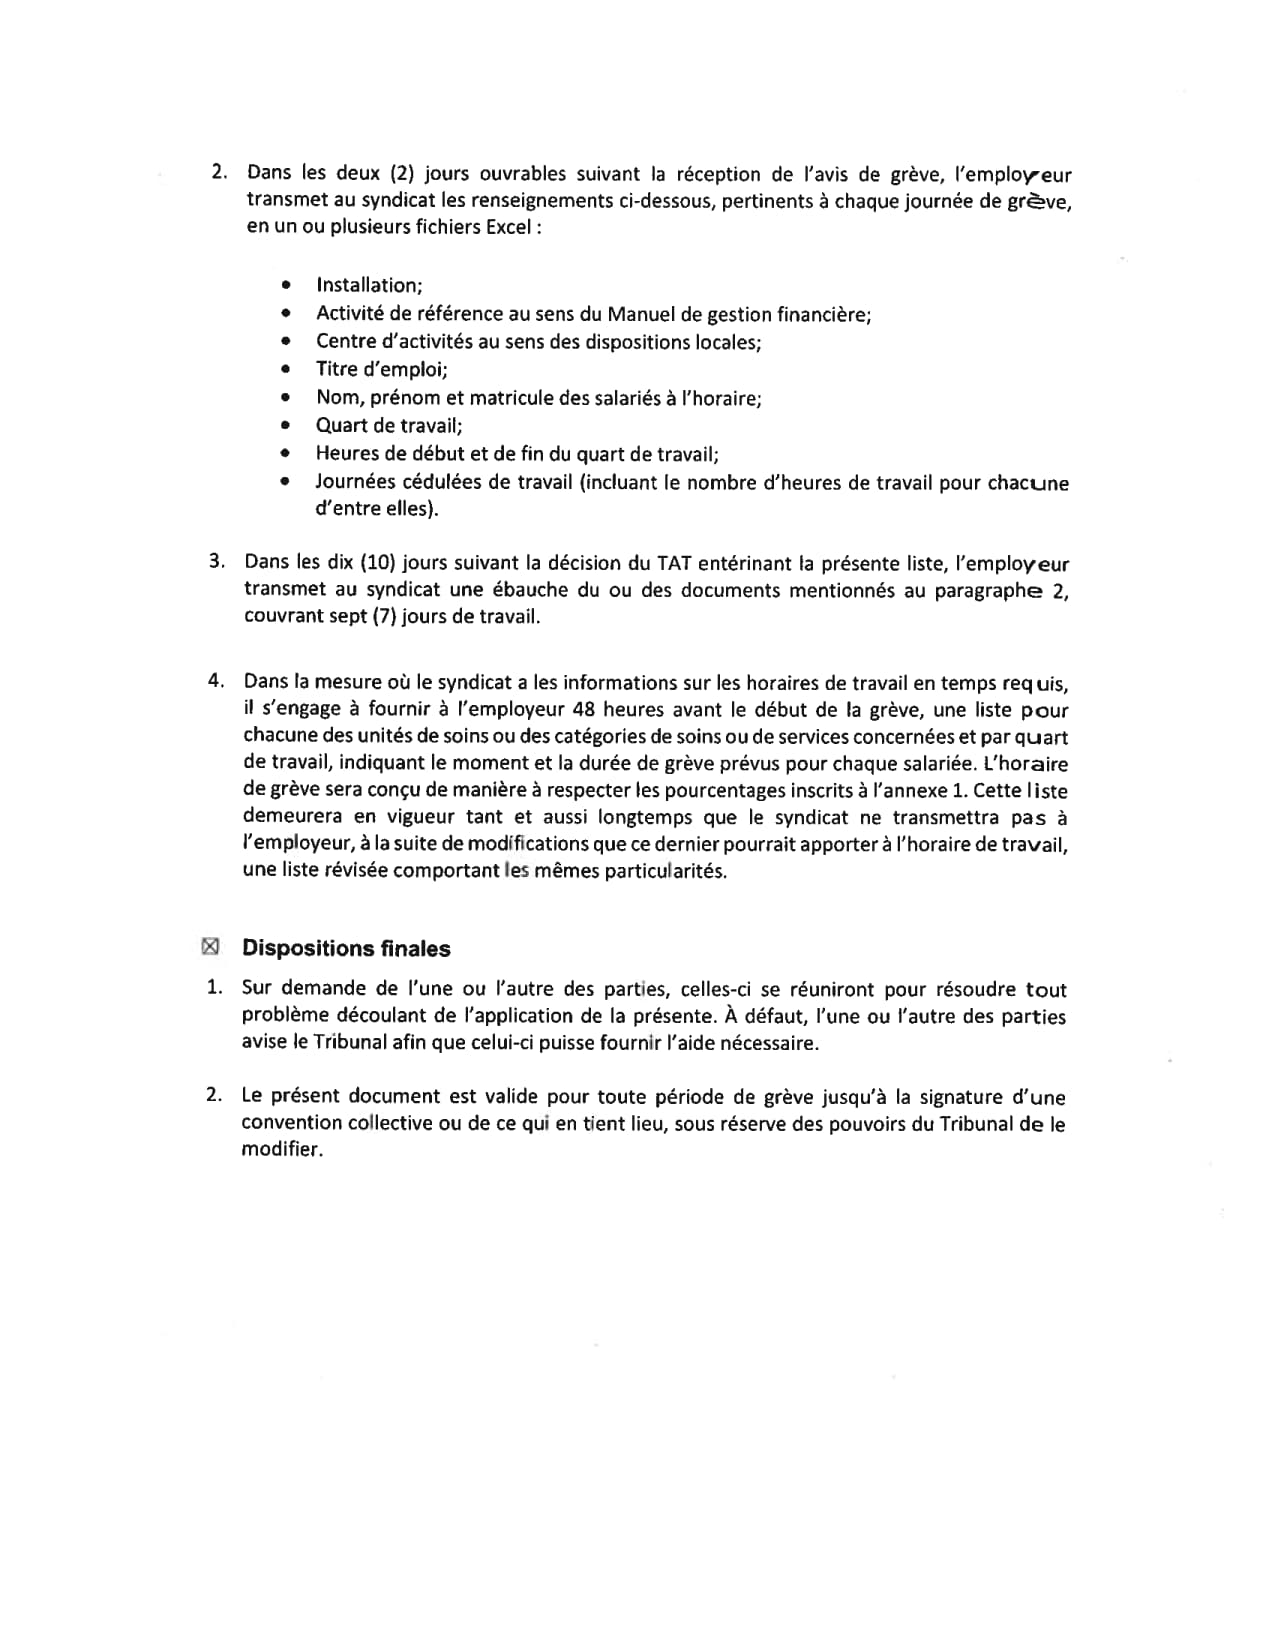 2. Dans les deux (2) jours ouvrables suivant la réception de l'avis de grève, l'employeur
transmet au syndicat les renseignements ci-dessous, pertinents à chaque journée de grève,
en un ou plusieurs fichiers Excel :
• Installation;
• Activité de référence au sens du Manuel de gestion financière;
• Centre d'activités au sens des dispositions locales;
• Titre d'emploi;
• Nom, prénom et matricule des salariés à l'horaire;
• Quart de travail;
• Heures de début et de fin du quart de travail;
• Journées cédulées de travail (incluant le nombre d'heures de travail pour chacune
d'entre elles).
3. Dans les dix (10) jours suivant la décision du TAT entérinant la présente liste, l'employeur
transmet au syndicat une ébauche du ou des documents mentionnés au paragraphe 2,
couvrant sept (7) jours de travail.
4. Dans la mesure où le syndicat a les informations sur les horaires de travail en temps requis,
il s'engage à fournir à l'employeur 48 heures avant le début de la grève, une liste pour
chacune des unités de soins ou des catégories de soins ou de services concernées et par quart
de travail, indiquant le moment et la durée de grève prévus pour chaque salariée. L'horaire
de grève sera conçu de manière à respecter les pourcentages inscrits à l'annexe 1. Cette liste
demeurera en vigueur tant et aussi longtemps que le syndicat ne transmettra pas à
l'employeur, à la suite de modifications que ce dernier pourrait apporter à l'horaire de travail,
une liste révisée comportant les mêmes particularités.
☒ Dispositions finales
1. Sur demande de l'une ou l'autre des parties, celles-ci se réuniront pour résoudre tout
problème découlant de l'application de la présente. À défaut, l'une ou l'autre des parties
avise le Tribunal afin que celui-ci puisse fournir l'aide nécessaire.
2. Le présent document est valide pour toute période de grève jusqu'à la signature d'une
convention collective ou de ce qui en tient lieu, sous réserve des pouvoirs du Tribunal de le
modifier.